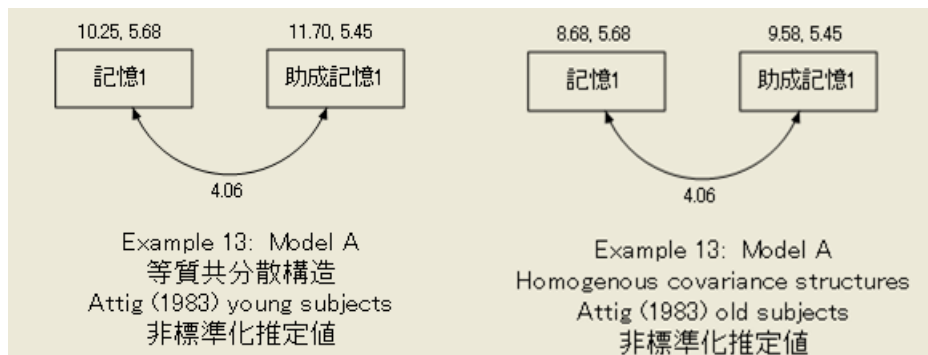 10.25, 5.68
11.70, 5.45
記憶1
助成記憶1
4.06
Example 13: Model A
等質共分散構造
Attig (1983) young subjects
非標準化推定値
8.68, 5.68
9.58, 5.45
記憶1
助成記憶1
4.06
Example 13: Model A
Homogenous covariance structures
Attig (1983) old subjects
非標準化推定値